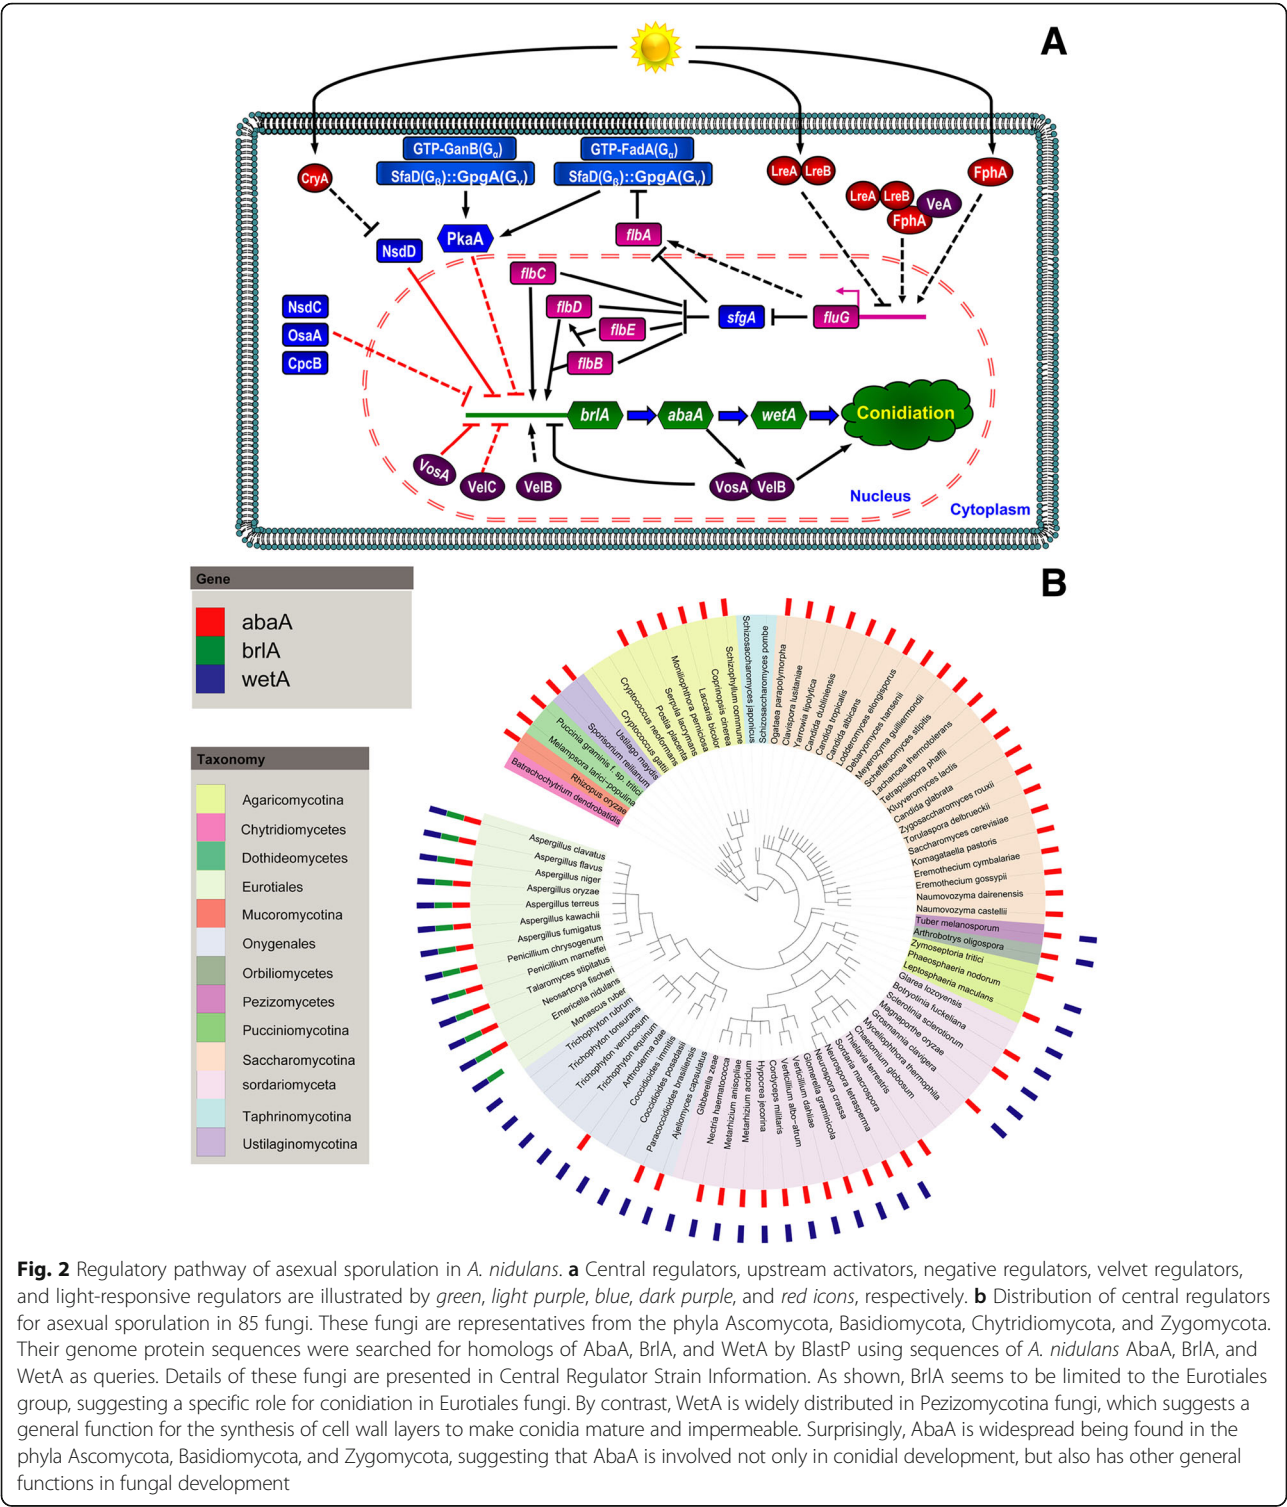 A
CryA
GTP-GanB(Gα)
SfaD(Gβ)::GpgA(Gγ)
GTP-FadA(Gα)
SfaD(Gβ)::GpgA(Gγ)
LreA LreB
FphA
LreA LreB
FphA
VeA
NsdD
PkaA
flbA
flbC
flbD
flbE
flbB
sfgA
fluG
NsdC
OsaA
CpcB
brlA
abaA
wetA
Conidiation
VosA
VelC
VelB
VosA VelB
Nucleus
Cytoplasm
B
Gene
abaA
brlA
wetA
Taxonomy
Agaricomycotina
Chytridiomycetes
Dothideomycetes
Eurotiales
Mucoromycotina
Onygenales
Orbiliomycetes
Pezizomycetes
Pucciniomycotina
Saccharomycotina
sordariomyceta
Taphrinomycotina
Ustilaginomycotina
Batrachochytrium dendrobatidis
Rhizopus oryzae
Melampsora larici-populina
Puccinia graminis f. sp. tritici
Sporisorium reilianum
Ustilago maydis
Cryptococcus gattii
Cryptococcus neoformans
Postia placenta
Serpula lacrymans
Moniliophthora perniciosa
Laccaria bicolor
Coprinopsis cinerea
Schizophyllum commune
Schizosaccharomyces japonicus
Schizosaccharomyces pombe
Ogataea parapolymorpha
Clavispora lusitaniae
Yarrowia lipolytica
Candida dubliniensis
Candida tropicalis
Candida albicans
Lodderomyces elongisporus
Debaryomyces hansenii
Meyerozyma guilliermondii
Scheffersomyces stipitis
Lachancea thermotolerans
Tetrapisispora phaffii
Kluyveromyces lactis
Candida glabrata
Zygosaccharomyces rouxii
Torulaspora delbrueckii
Saccharomyces cerevisiae
Komagataella pastoris
Eremothecium cymbalariae
Eremothecium gossypii
Naumovozyma dairenensis
Naumovozyma castellii
Tuber melanosporum
Arthrobotrys oligospora
Zymoseptoria tritici
Phaeosphaeria nodorum
Leptosphaeria maculans
Glarea lozoyensis
Botryotinia fuckeliana
Sclerotinia sclerotiorum
Magnaporthe oryzae
Grosmannia clavigera
Myceliophthora thermophila
Chaetomium globosum
Thielavia terrestris
Sordaria macrospora
Neurospora tetrasperma
Neurospora crassa
Glomerella graminicola
Verticillium dahliae
Verticillium albo-atrum
Cordyceps militaris
Hypocrea jecorina
Metarhizium acridum
Metarhizium anisopliae
Nectria haematococca
Gibberella zeae
Ajellomyces capsulatus
Paracoccidioides brasiliensis
Coccidioides posadasii
Coccidioides immitis
Arthroderma otae
Trichophyton equinum
Trichophyton verrucosum
Trichophyton tonsurans
Trichophyton rubrum
Monascus ruber
Emericella nidulans
Neosartorya fischeri
Talaromyces stipitatus
Penicillium marneffei
Penicillium chrysogenum
Aspergillus fumigatus
Aspergillus kawachii
Aspergillus terreus
Aspergillus oryzae
Aspergillus niger
Aspergillus flavus
Aspergillus clavatus
Fig. 2 Regulatory pathway of asexual sporulation in A. nidulans. a Central regulators, upstream activators, negative regulators, velvet regulators,
and light-responsive regulators are illustrated by green, light purple, blue, dark purple, and red icons, respectively. b Distribution of central regulators
for asexual sporulation in 85 fungi. These fungi are representatives from the phyla Ascomycota, Basidiomycota, Chytridiomycota, and Zygomycota.
Their genome protein sequences were searched for homologs of AbaA, BrlA, and WetA by BlastP using sequences of A. nidulans AbaA, BrlA, and
WetA as queries. Details of these fungi are presented in Central Regulator Strain Information. As shown, BrlA seems to be limited to the Eurotiales
group, suggesting a specific role for conidiation in Eurotiales fungi. By contrast, WetA is widely distributed in Pezizomycotina fungi, which suggests a
general function for the synthesis of cell wall layers to make conidia mature and impermeable. Surprisingly, AbaA is widespread being found in the
phyla Ascomycota, Basidiomycota, and Zygomycota, suggesting that AbaA is involved not only in conidial development, but also has other general
functions in fungal development